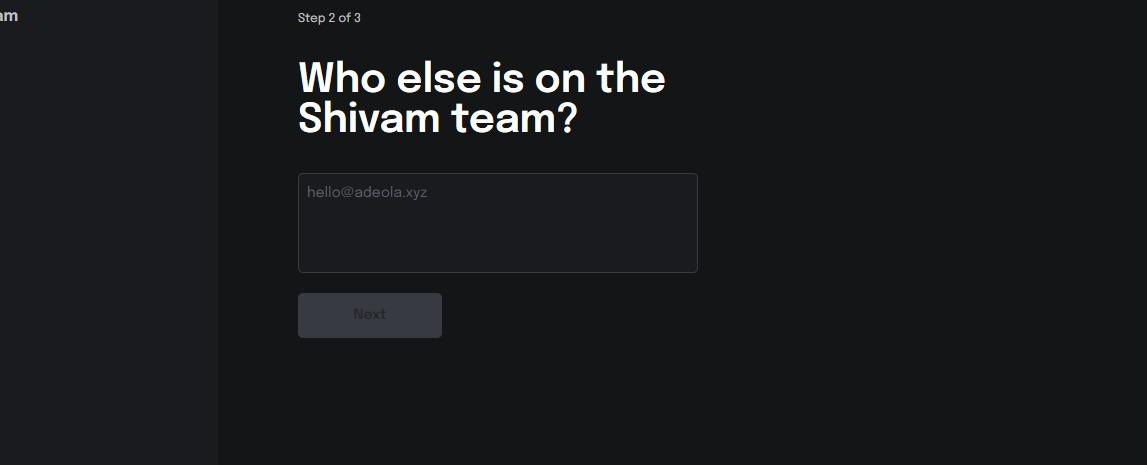 am
Step 2 of 3
Who else is on the
Shivam team?
hello@adeola.xyz
Next